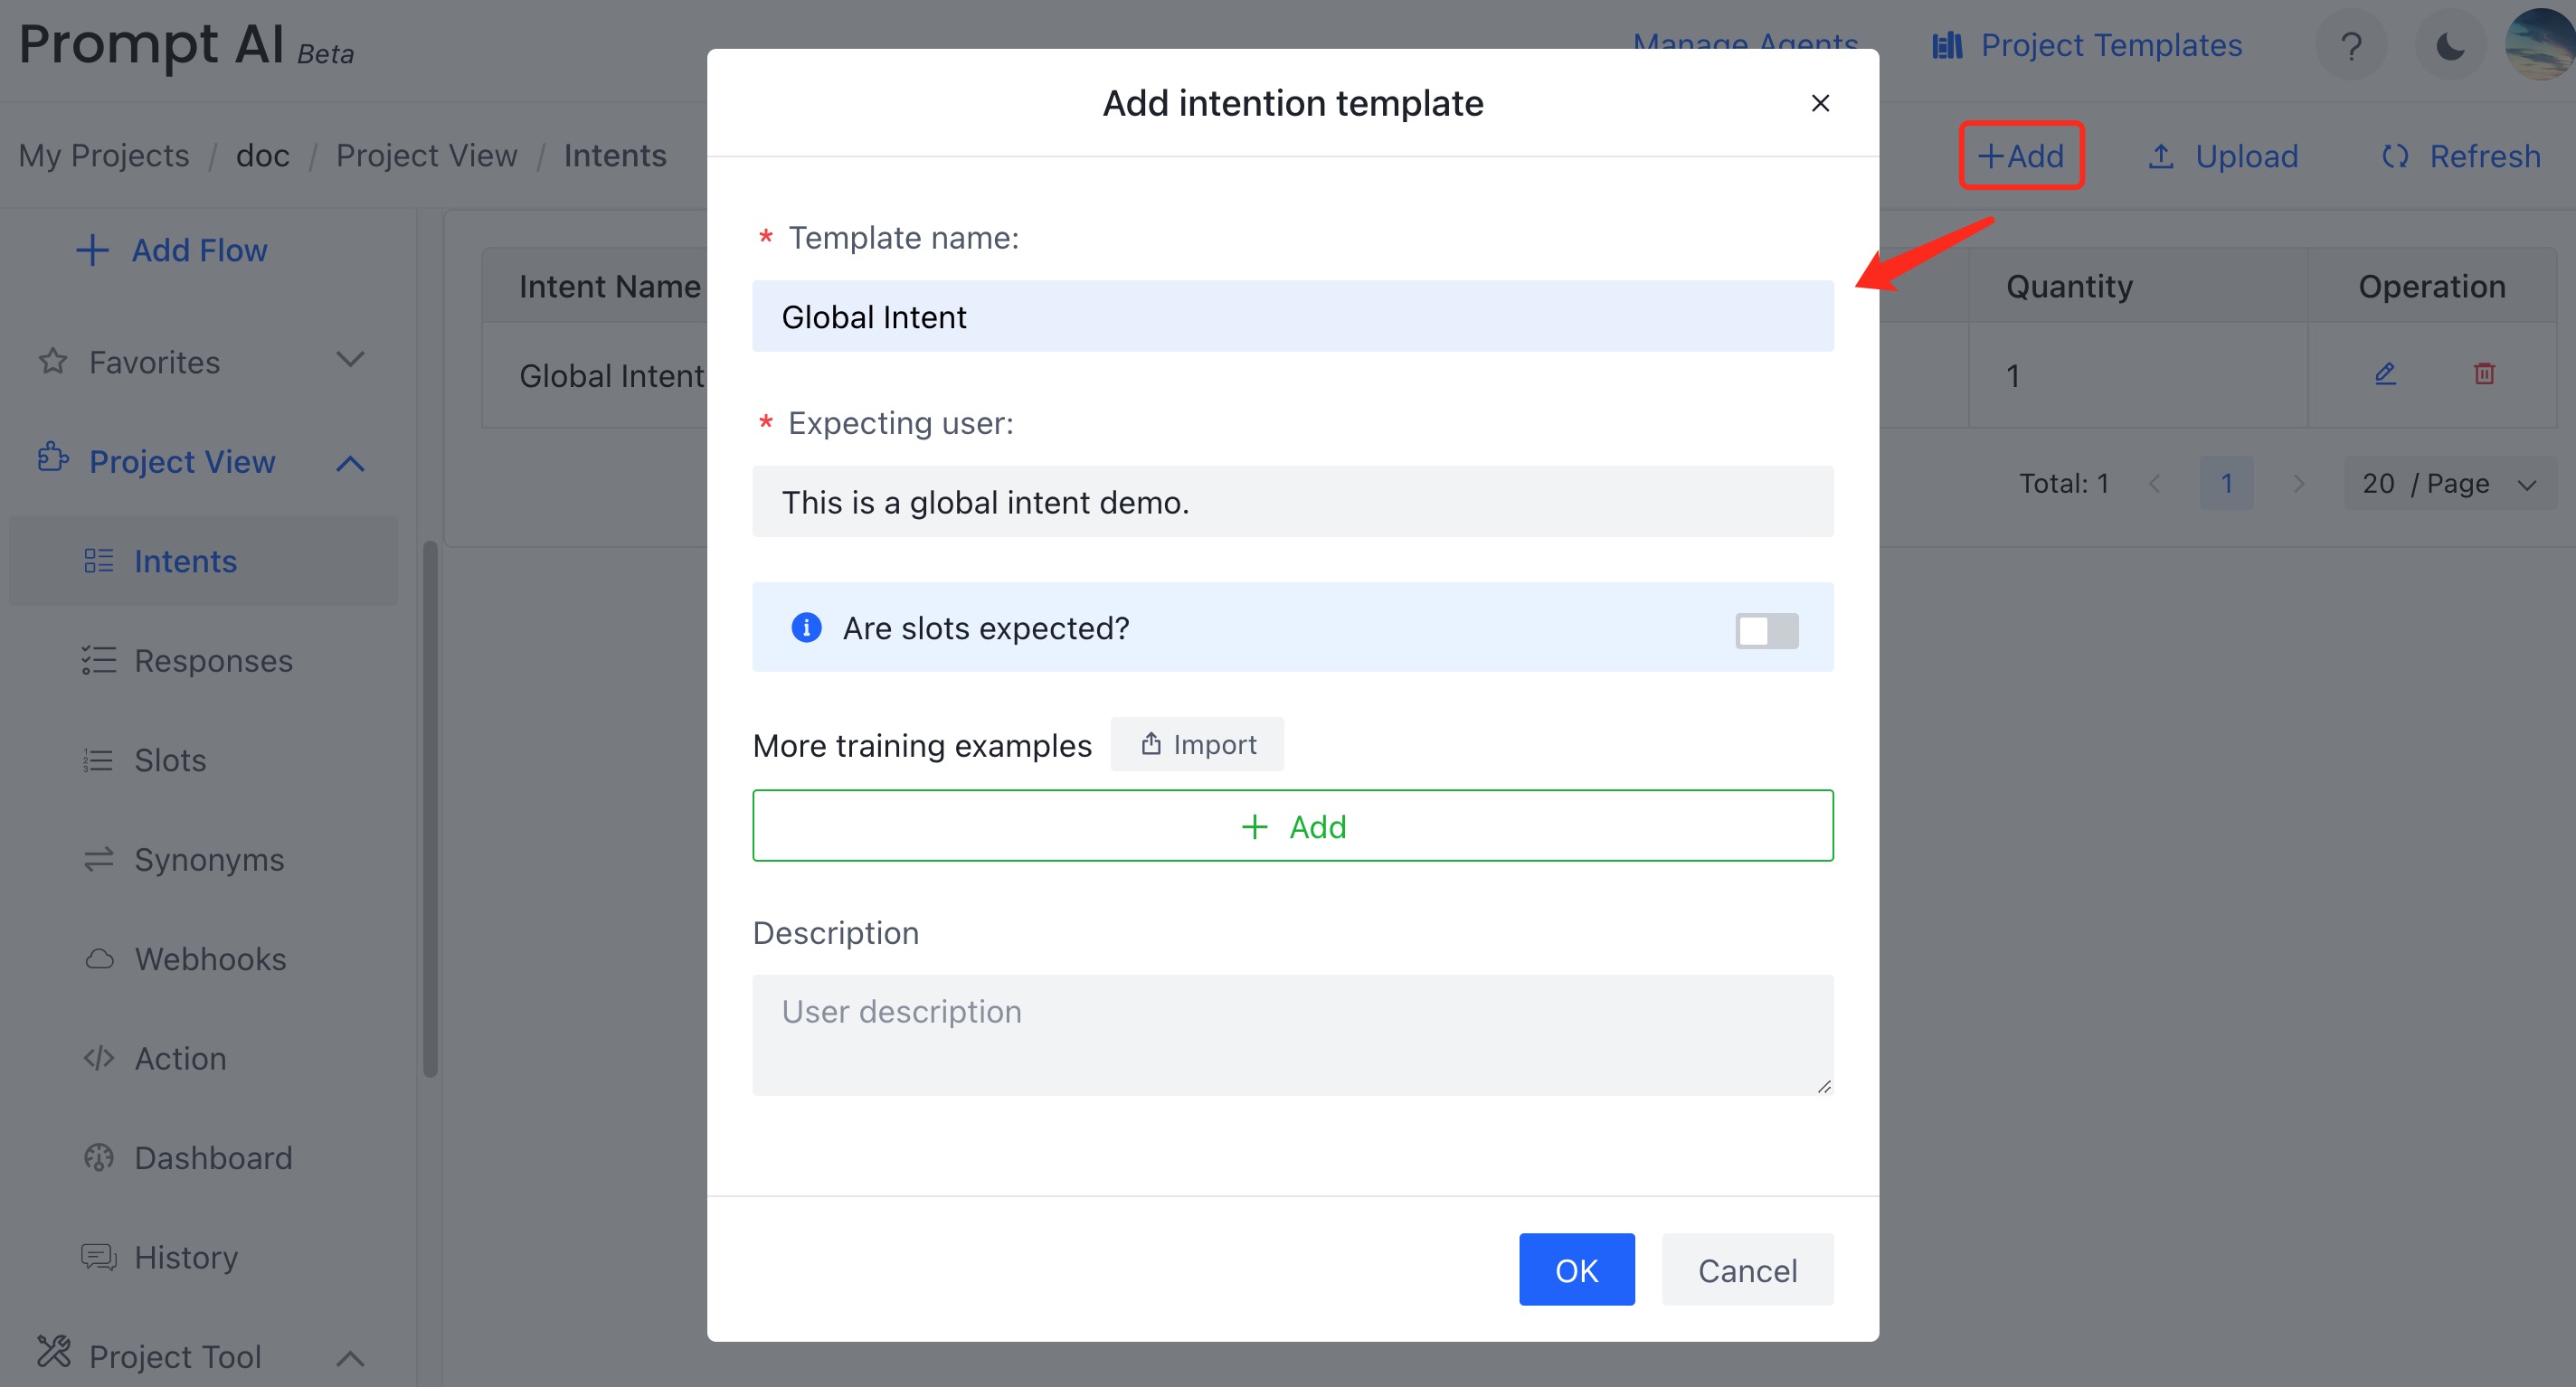 Prompt AI Beta
Manage Agents
Project Templates
?
My Projects / doc / Project View / Intents
+Add
Upload
Refresh
Add Flow
Favorites
Project View
Intents
Responses
Slots
Synonyms
Webhooks
Action
Dashboard
History
Project Tool
Intent Name
Quantity
Operation
Global Intent
1
Total: 1
1
20 / Page
Add intention template
* Template name:
Global Intent
* Expecting user:
This is a global intent demo.
Are slots expected?
More training examples
Import
+ Add
Description
User description
OK
Cancel